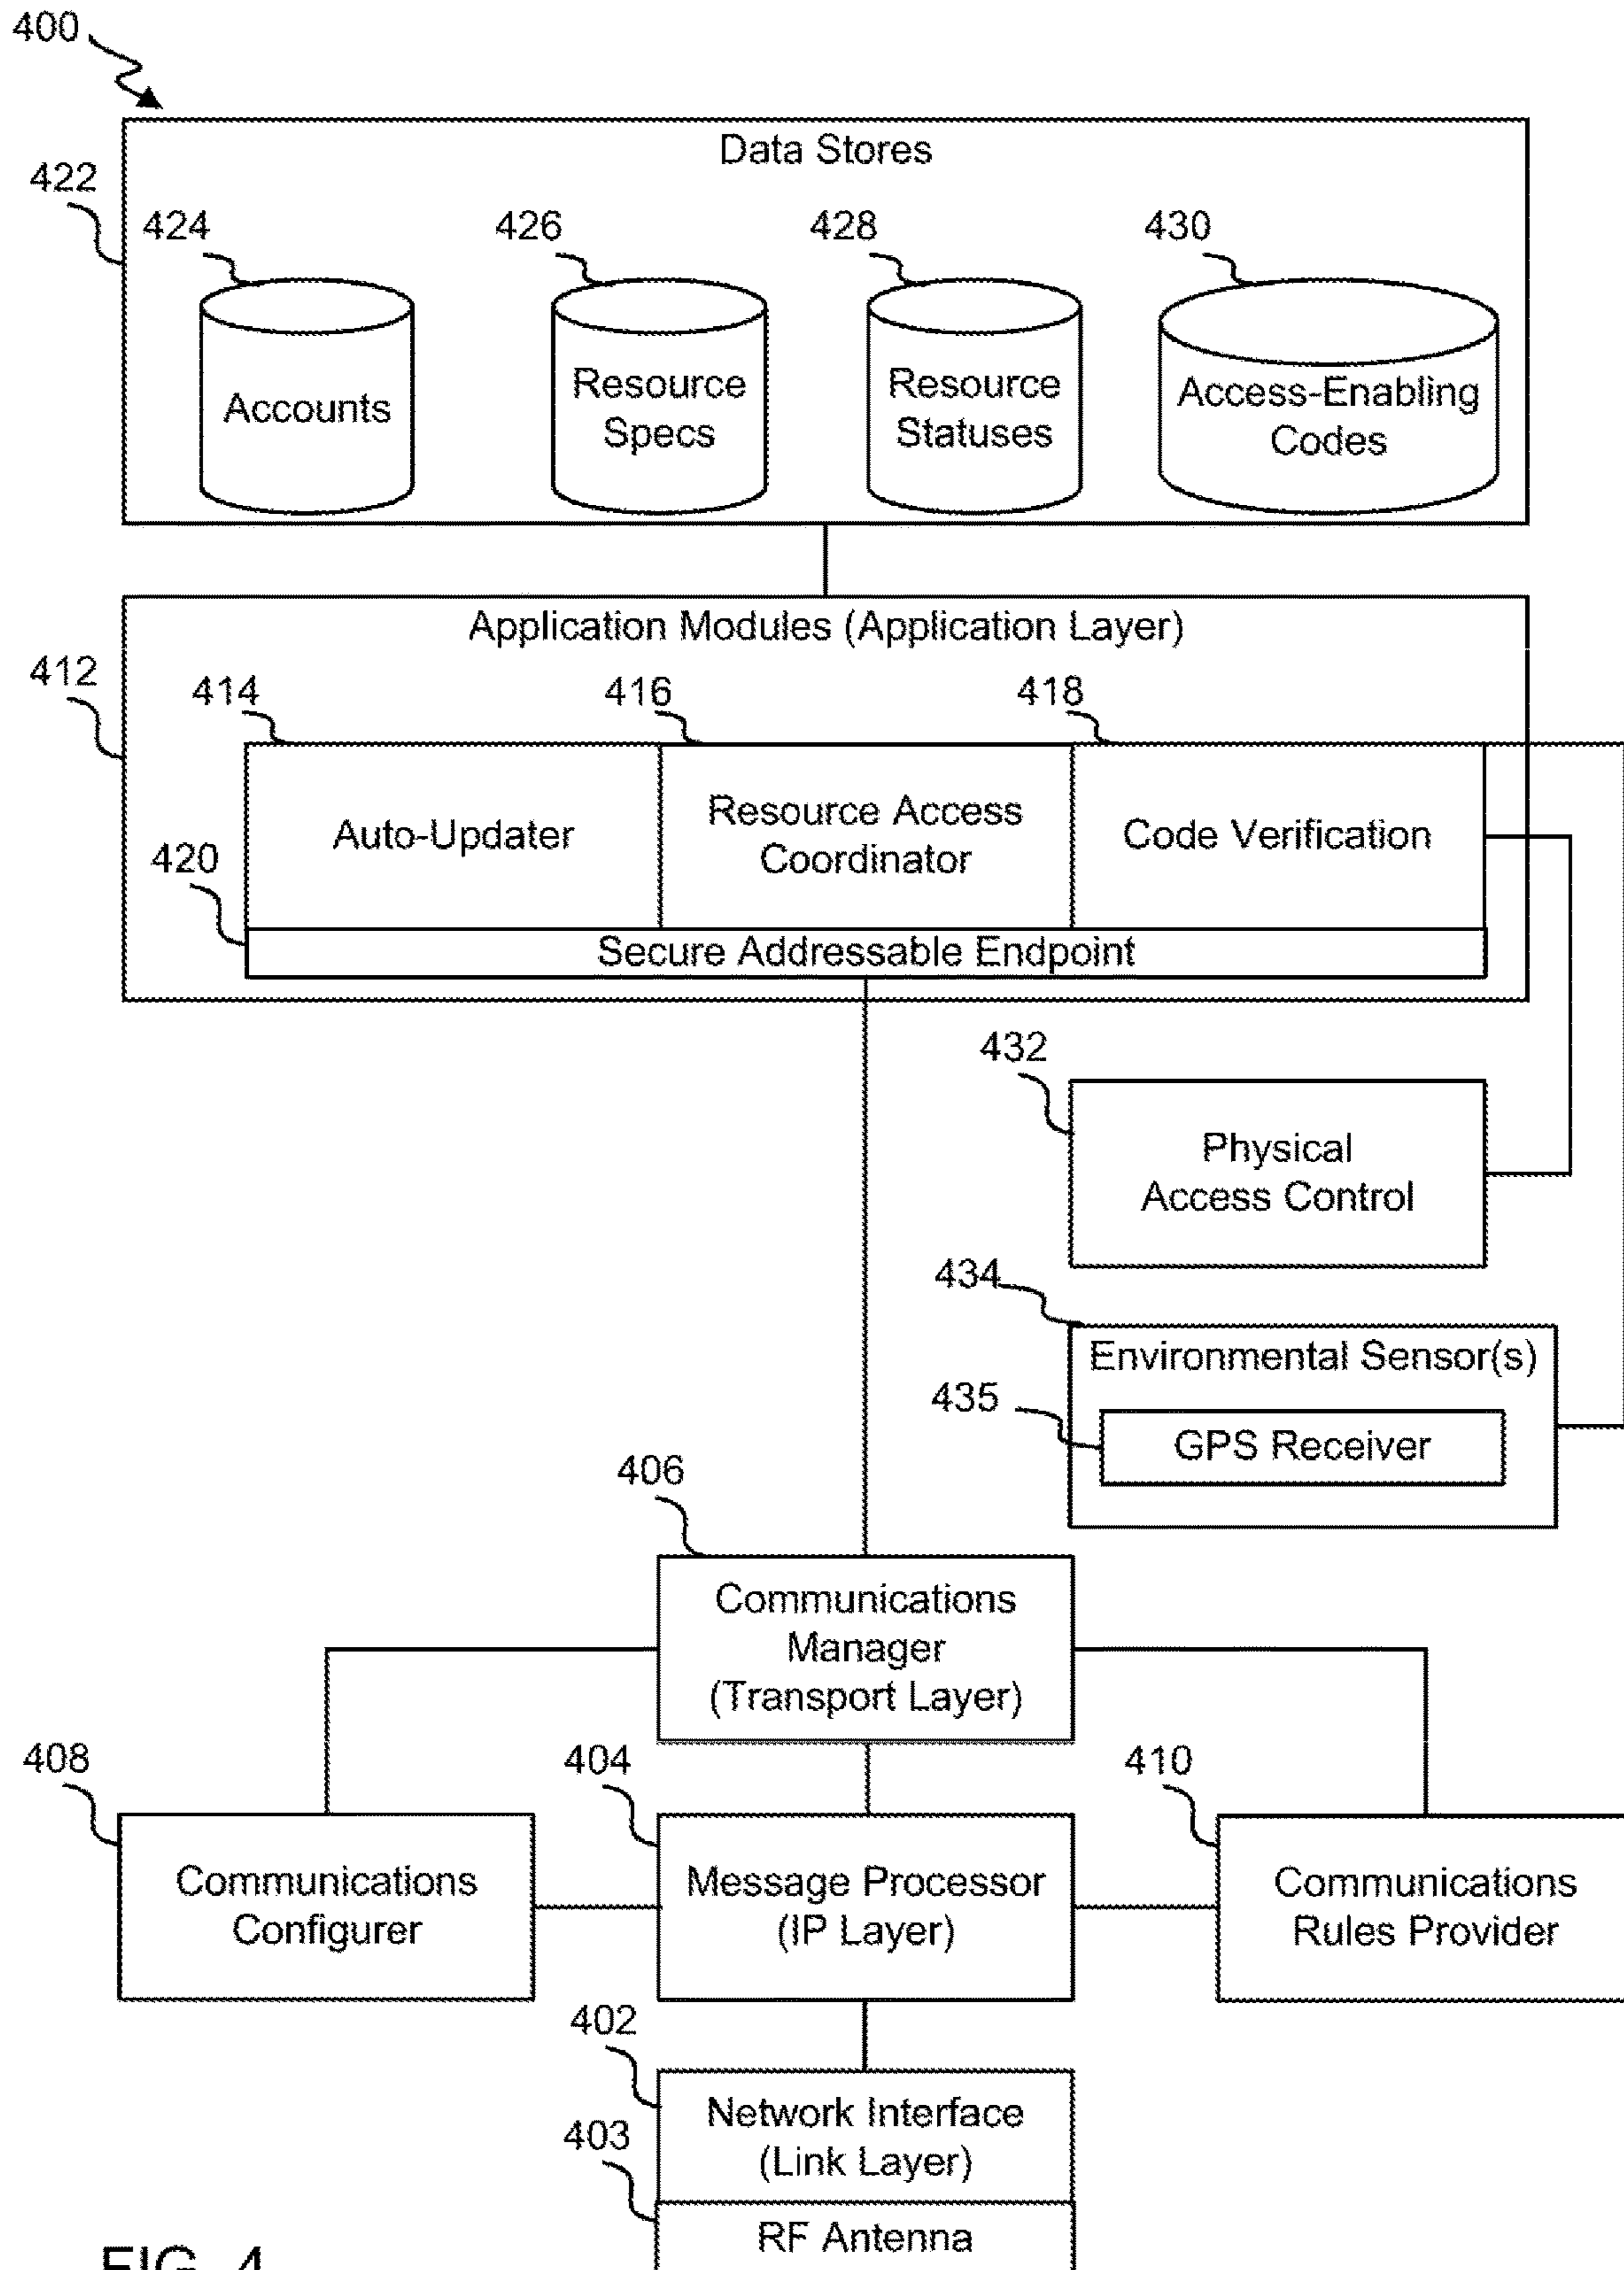 400
Data Stores
422
424
426
428
430
Accounts
Resource
Specs
Resource
Statuses
Access-Enabling
Codes
Application Modules (Application Layer)
412
414
416
418
Auto-Updater
Resource Access
Coordinator
Code Verification
420
Secure Addressable Endpoint
432
Physical
Access Control
434
Environmental Sensor(s)
435
GPS Receiver
406
Communications
Manager
(Transport Layer)
408
404
410
Communications
Configurer
Message Processor
(IP Layer)
Communications
Rules Provider
402
Network Interface
(Link Layer)
403
RF Antenna
FIG. 4